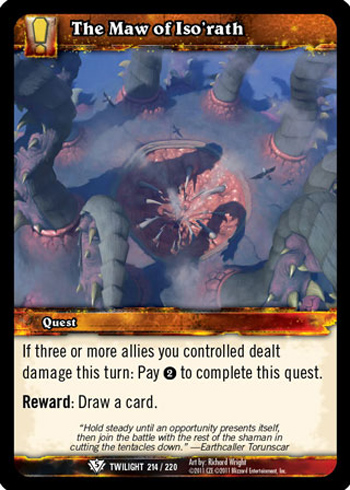 The Maw of Iso'rath
Quest
If three or more allies you controlled dealt
damage this turn: Pay 2 to complete this quest.
Reward: Draw a card.
"Hold steady until an opportunity presents itself,
then join the battle with the rest of the shaman in
cutting the tentacles down." —Earthcaller Torunscar
TWILIGHT 214 / 220
Art by: Richard Wright
©2011 CZE ©2011 Blizzard Entertainment, Inc.